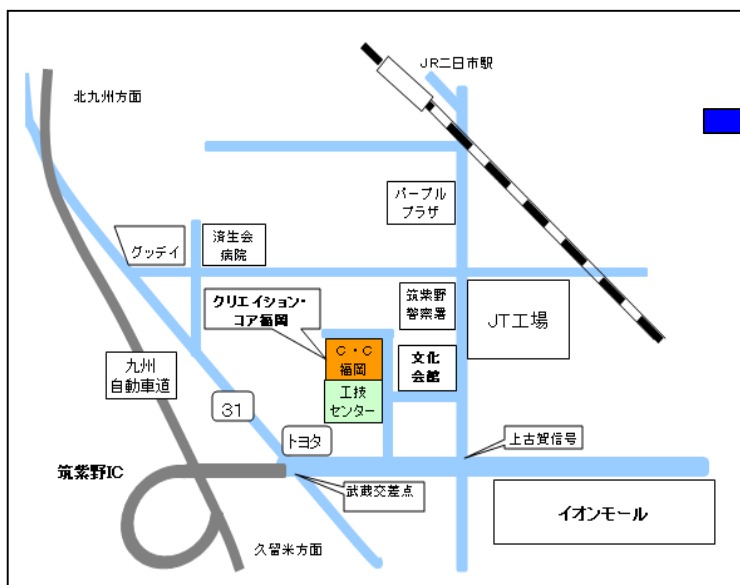 JR二日市駅
北九州方面
パープル
プラザ
グッデイ
済生会
病院
クリエイション・
コア福岡
筑紫野
警察署
JT工場
C・C
福岡
文化
会館
九州
自動車道
工技
センター
31
トヨタ
上古賀信号
筑紫野IC
武蔵交差点
イオンモール
久留米方面